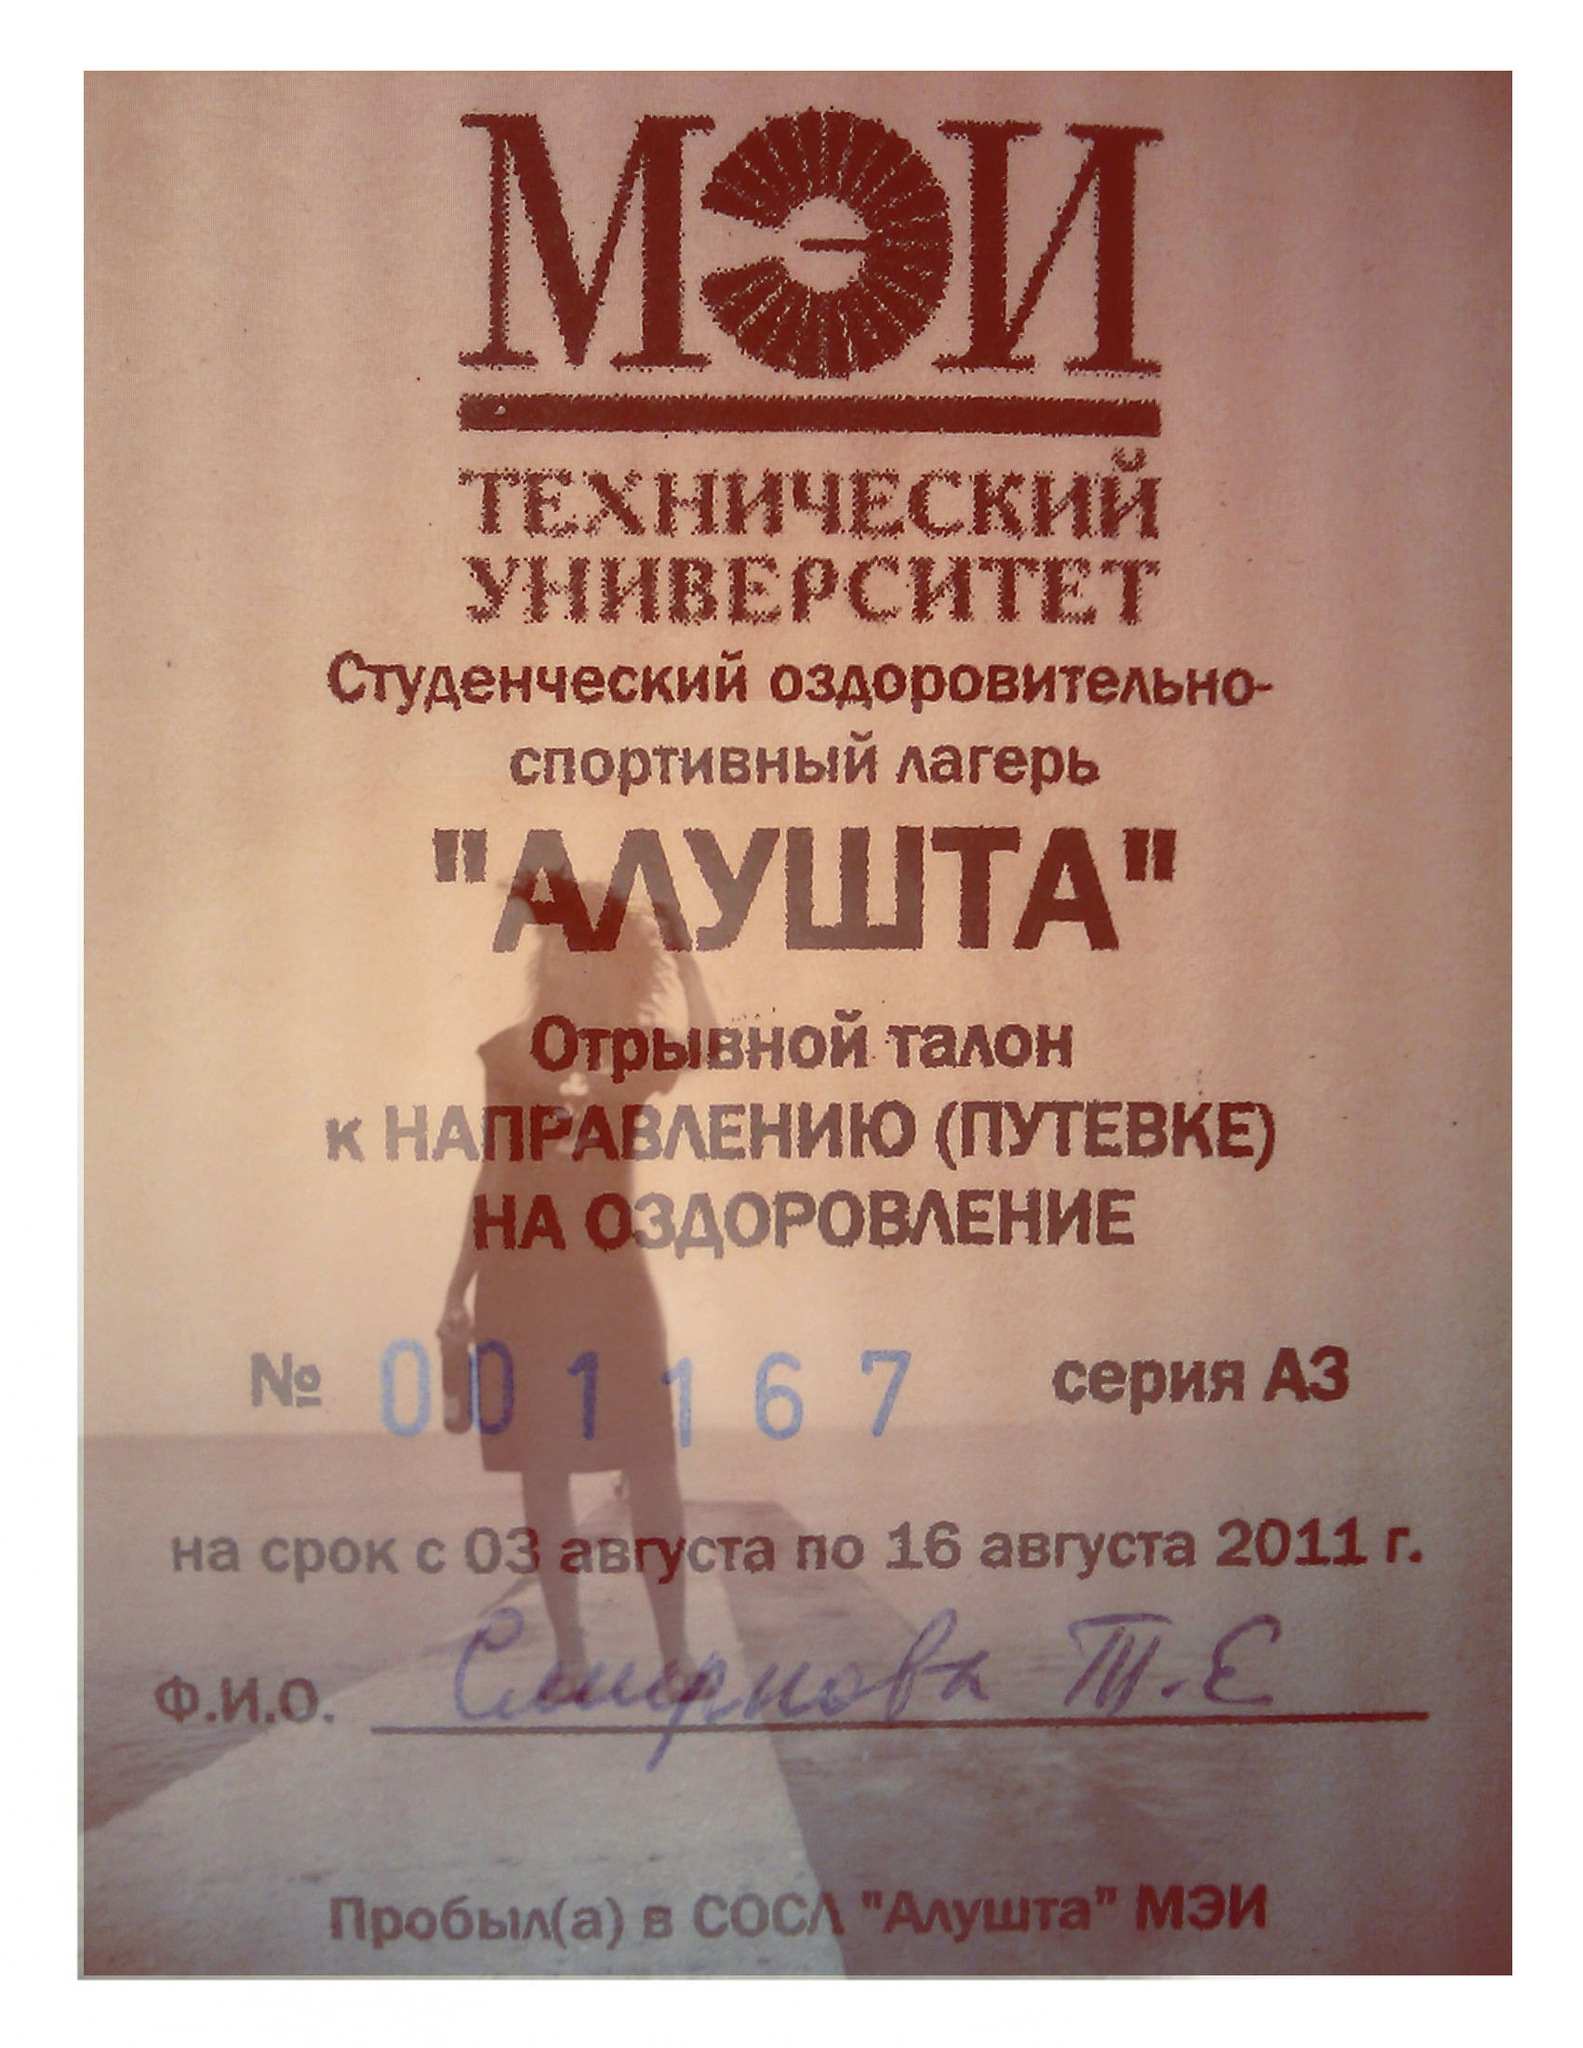 МЭИ
ТЕХНИЧЕСКИЙ
УНИВЕРСИТЕТ
Студенческий оздоровительно-
спортивный лагерь
"АЛУШТА"
Отрывной талон
к НАПРАВЛЕНИЮ (ПУТЕВКЕ)
НА ОЗДОРОВЛЕНИЕ
№ 001167 серия АЗ
на срок с 03 августа по 16 августа 2011 г.
Ф.И.О. Смирнова Т.Е
Пробыл(а) в СОСЛ "Алушта" МЭИ